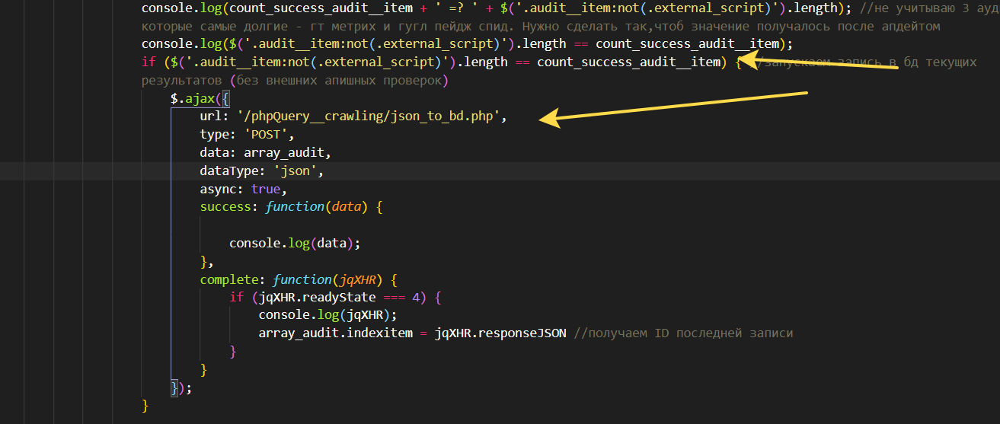 console.log(count_success_audit__item + ' =? ' + $('.audit__item:not(.external_script)').length); //не учитываю 3 ауд
которые самые долгие - гт метрих и гугл пейдж спид. Нужно сделать так,чтоб значение получалось после апдейтом
console.log($('.audit__item:not(.external_script)').length == count_success_audit__item);
if ($('.audit__item:not(.external_script)').length == count_success_audit__item) { //запускаем запись в бд текущих
результатов (без внешних апишных проверок)
$.ajax({
url: '/phpQuery__crawling/json_to_bd.php',
type: 'POST',
data: array_audit,
dataType: 'json',
async: true,
success: function(data) {
console.log(data);
},
complete: function(jqXHR) {
if (jqXHR.readyState === 4) {
console.log(jqXHR);
array_audit.indexitem = jqXHR.responseJSON //получаем ID последней записи
}
}
});
}